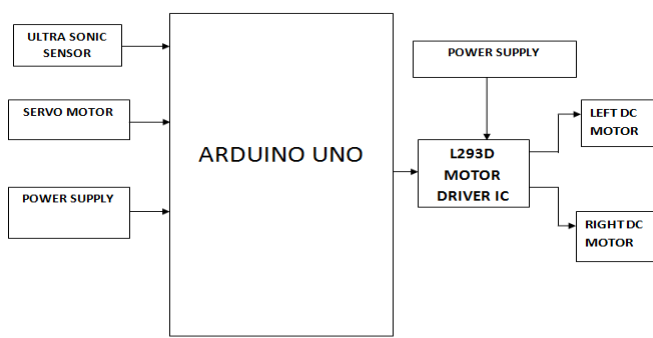 ULTRA SONIC
SENSOR
SERVO MOTOR
POWER SUPPLY
ARDUINO UNO
POWER SUPPLY
L293D
MOTOR
DRIVER IC
LEFT DC
MOTOR
RIGHT DC
MOTOR